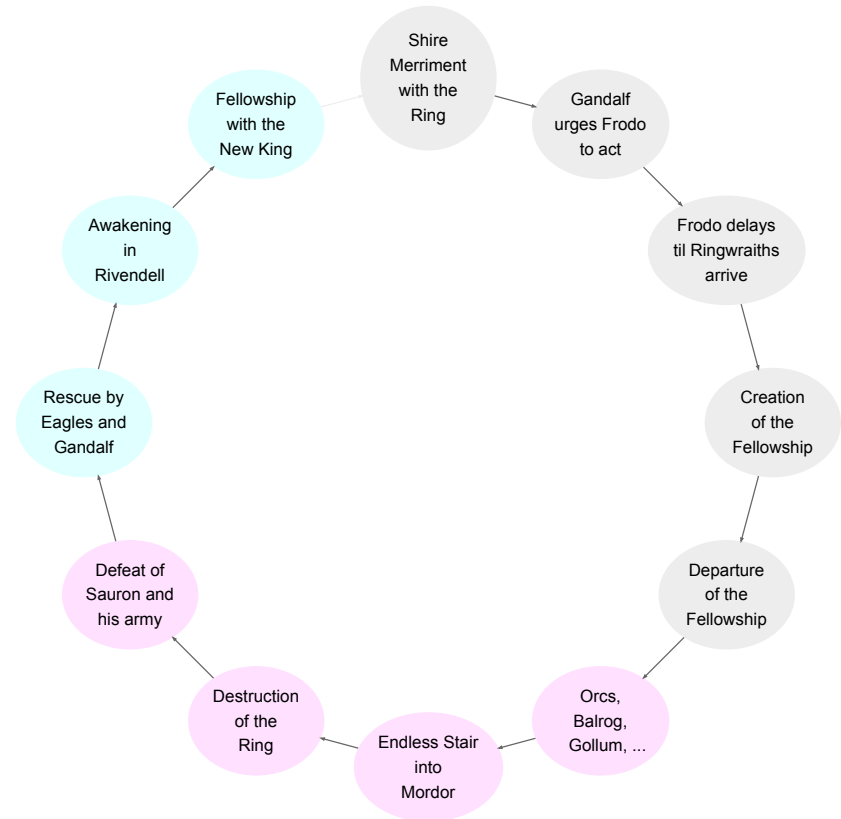 Shire
Merriment
with the
Ring
Gandalf
urges Frodo
to act
Frodo delays
til Ringwraiths
arrive
Creation
of the
Fellowship
Departure
of the
Fellowship
Orcs,
Balrog,
Gollum, ...
Endless Stair
into
Mordor
Destruction
of the
Ring
Defeat of
Sauron and
his army
Rescue by
Eagles and
Gandalf
Awakening
in
Rivendell
Fellowship
with the
New King